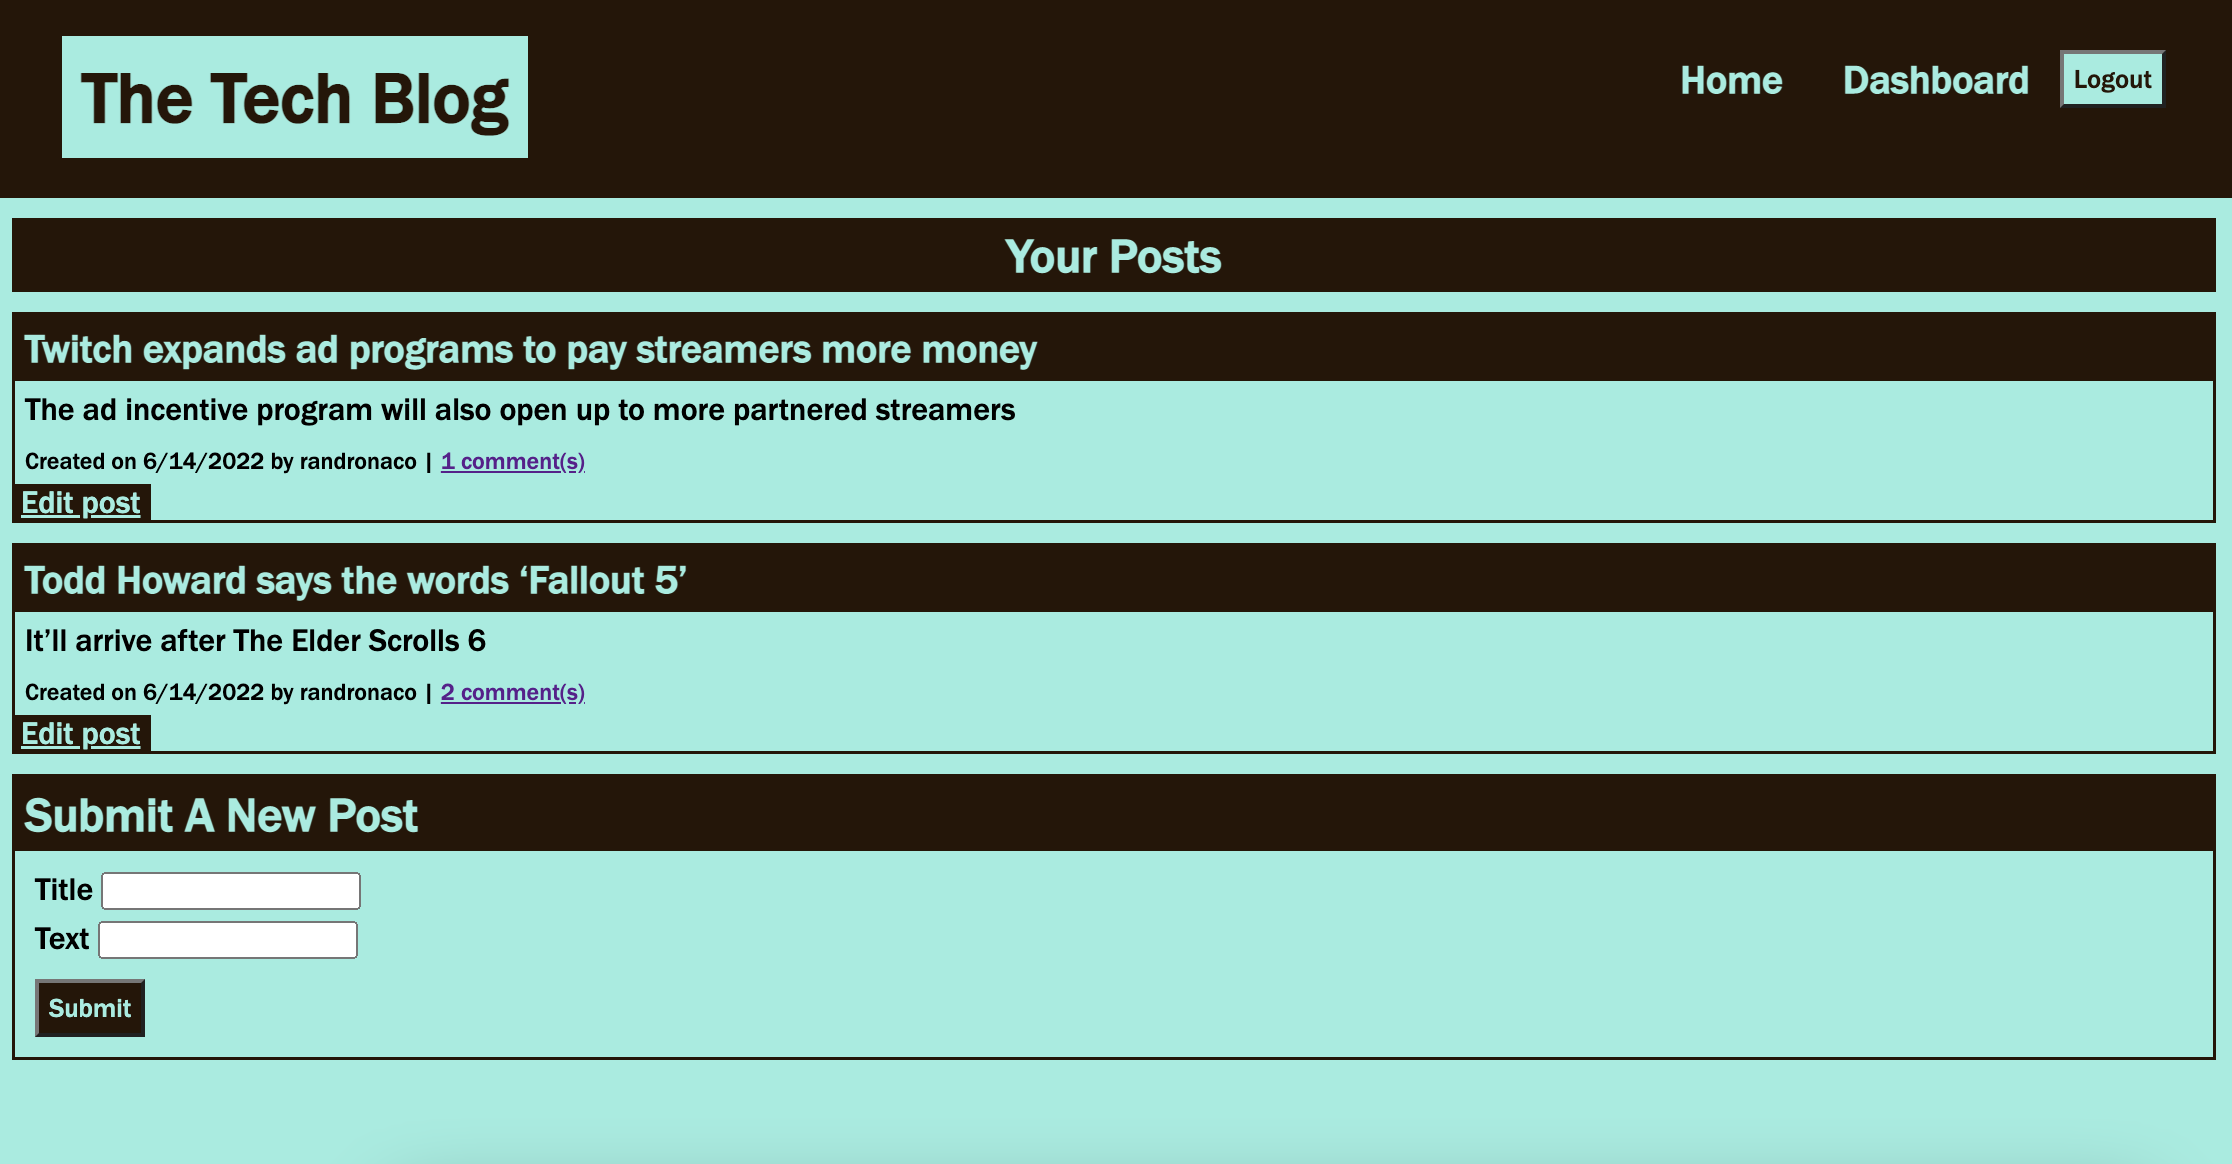 The Tech Blog
Home Dashboard Logout
Your Posts
Twitch expands ad programs to pay streamers more money
The ad incentive program will also open up to more partnered streamers
Created on 6/14/2022 by randronaco | 1 comment(s)
Edit post
Todd Howard says the words ‘Fallout 5’
It’ll arrive after The Elder Scrolls 6
Created on 6/14/2022 by randronaco | 2 comment(s)
Edit post
Submit A New Post
Title
Text
Submit